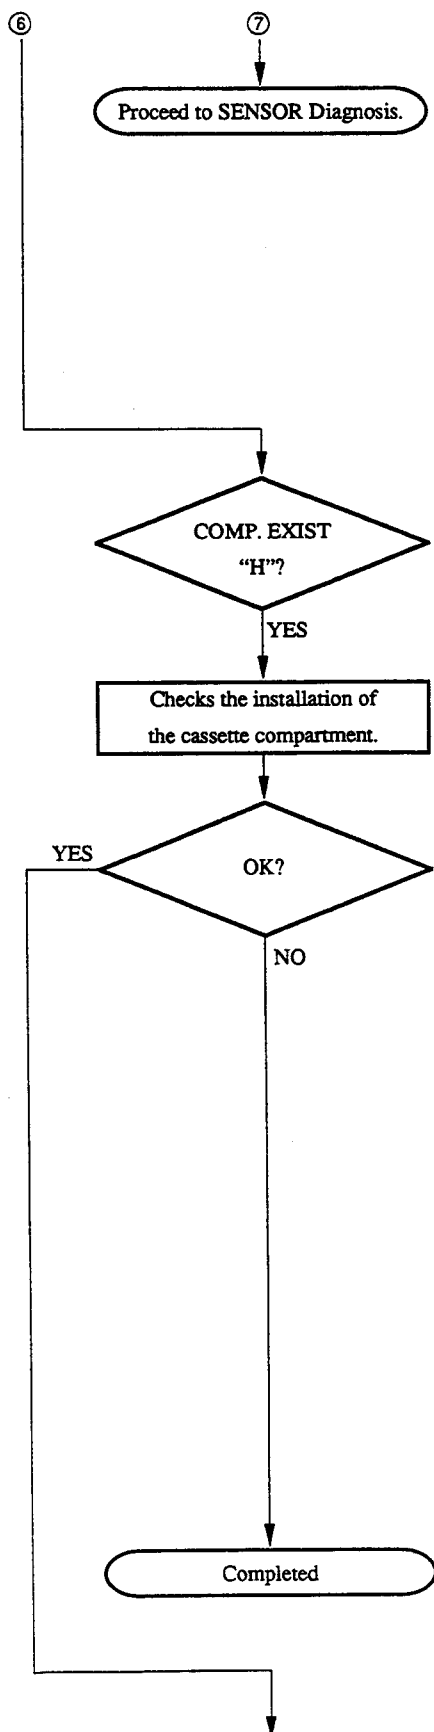 ⑥ ⑦
Proceed to SENSOR Diagnosis.
COMP. EXIST
“H”?
YES
Checks the installation of
the cassette compartment.
YES
OK?
NO
Completed